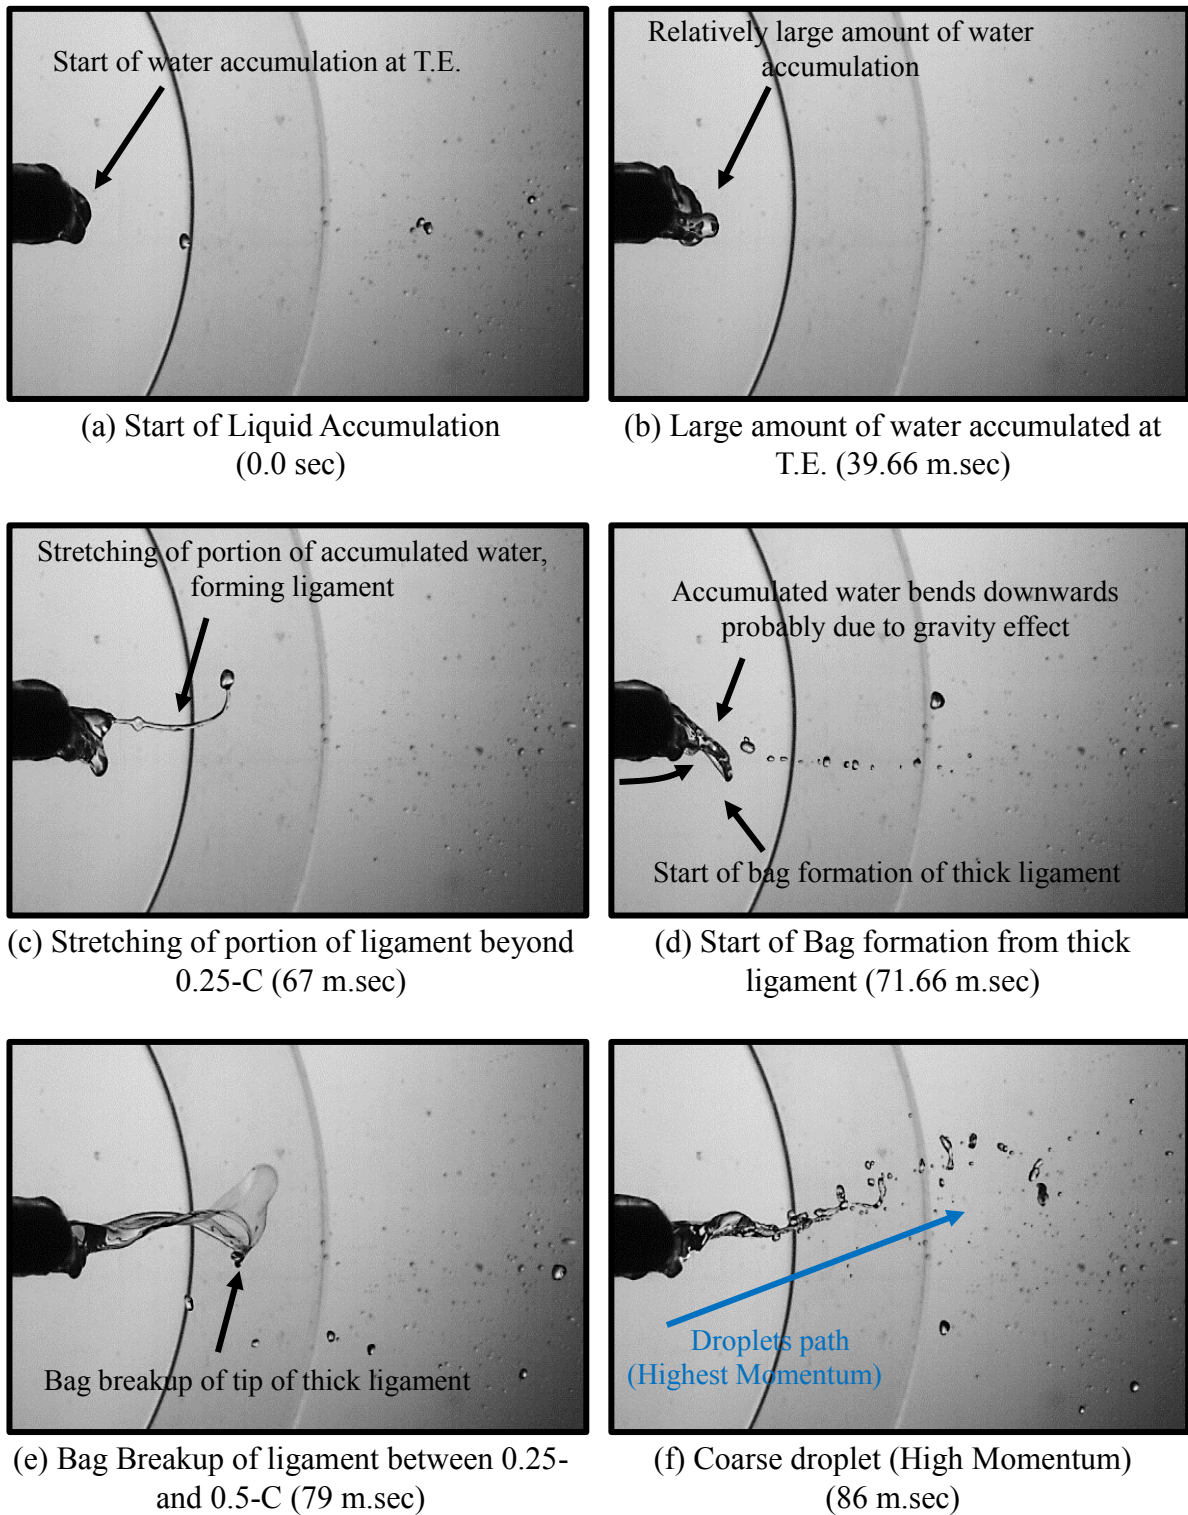 Start of water accumulation at T.E.
(a) Start of Liquid Accumulation
(0.0 sec)
Relatively large amount of water
accumulation
(b) Large amount of water accumulated at
T.E. (39.66 m.sec)
Stretching of portion of accumulated water,
forming ligament
(c) Stretching of portion of ligament beyond
0.25-C (67 m.sec)
Accumulated water bends downwards
probably due to gravity effect
Start of bag formation of thick ligament
(d) Start of Bag formation from thick
ligament (71.66 m.sec)
Bag breakup of tip of thick ligament
(e) Bag Breakup of ligament between 0.25-
and 0.5-C (79 m.sec)
Droplets path
(Highest Momentum)
(f) Coarse droplet (High Momentum)
(86 m.sec)